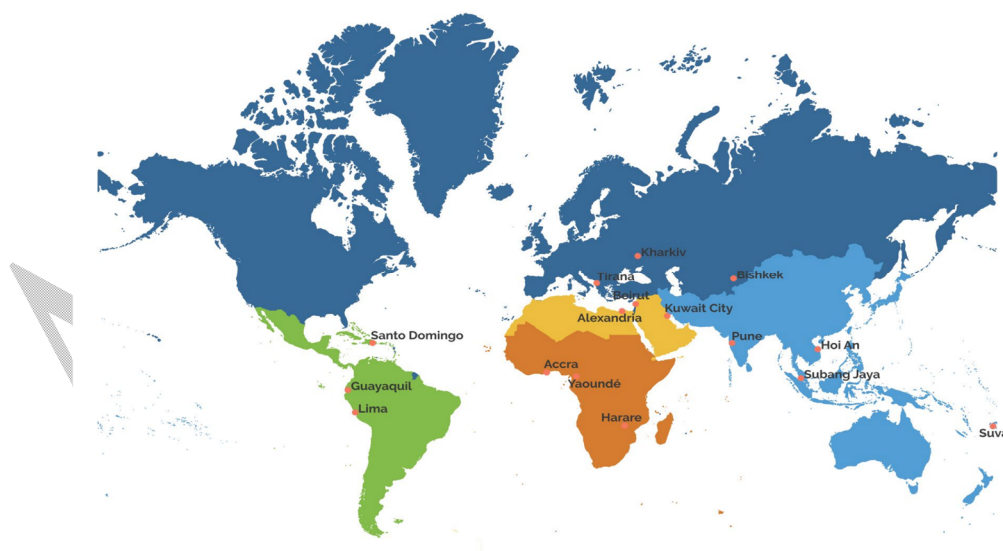 Kharkiv
Tirana
Bishkek
Beirut
Kuwait City
Alexandria
Santo Domingo
Pune
Hoi An
Accra
Subang Jaya
Guayaquil
Yaoundé
Lima
Harare
Suva